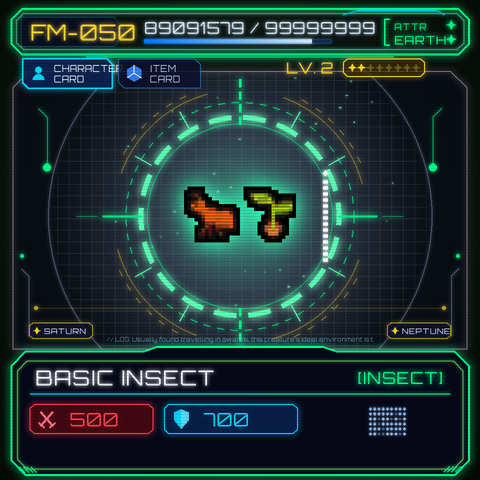 FM-050
89091579 / 99999999
ATTR
EARTH
CHARACTER
CARD
ITEM
CARD
LV. 2
SATURN
NEPTUNE
// LOG Usually found travelling in swarms, this creature's ideal environment is t
BASIC INSECT
[INSECT]
500
700